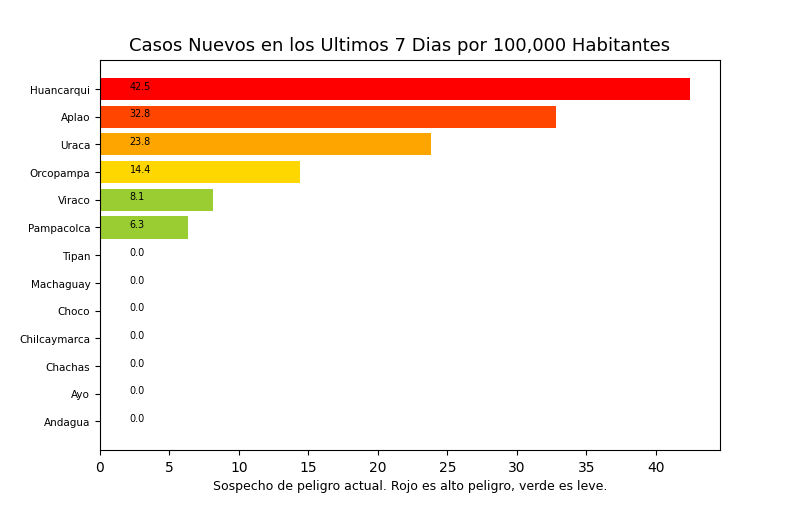 Casos Nuevos en los Ultimos 7 Dias por 100,000 Habitantes
Huancarqui 42.5
Aplao 32.8
Uraca 23.8
Orcopampa 14.4
Viraco 8.1
Pampacolca 6.3
Tipan 0.0
Machaguay 0.0
Choco 0.0
Chilcaymarca 0.0
Chachas 0.0
Ayo 0.0
Andagua 0.0
0 5 10 15 20 25 30 35 40
Sospecho de peligro actual. Rojo es alto peligro, verde es leve.